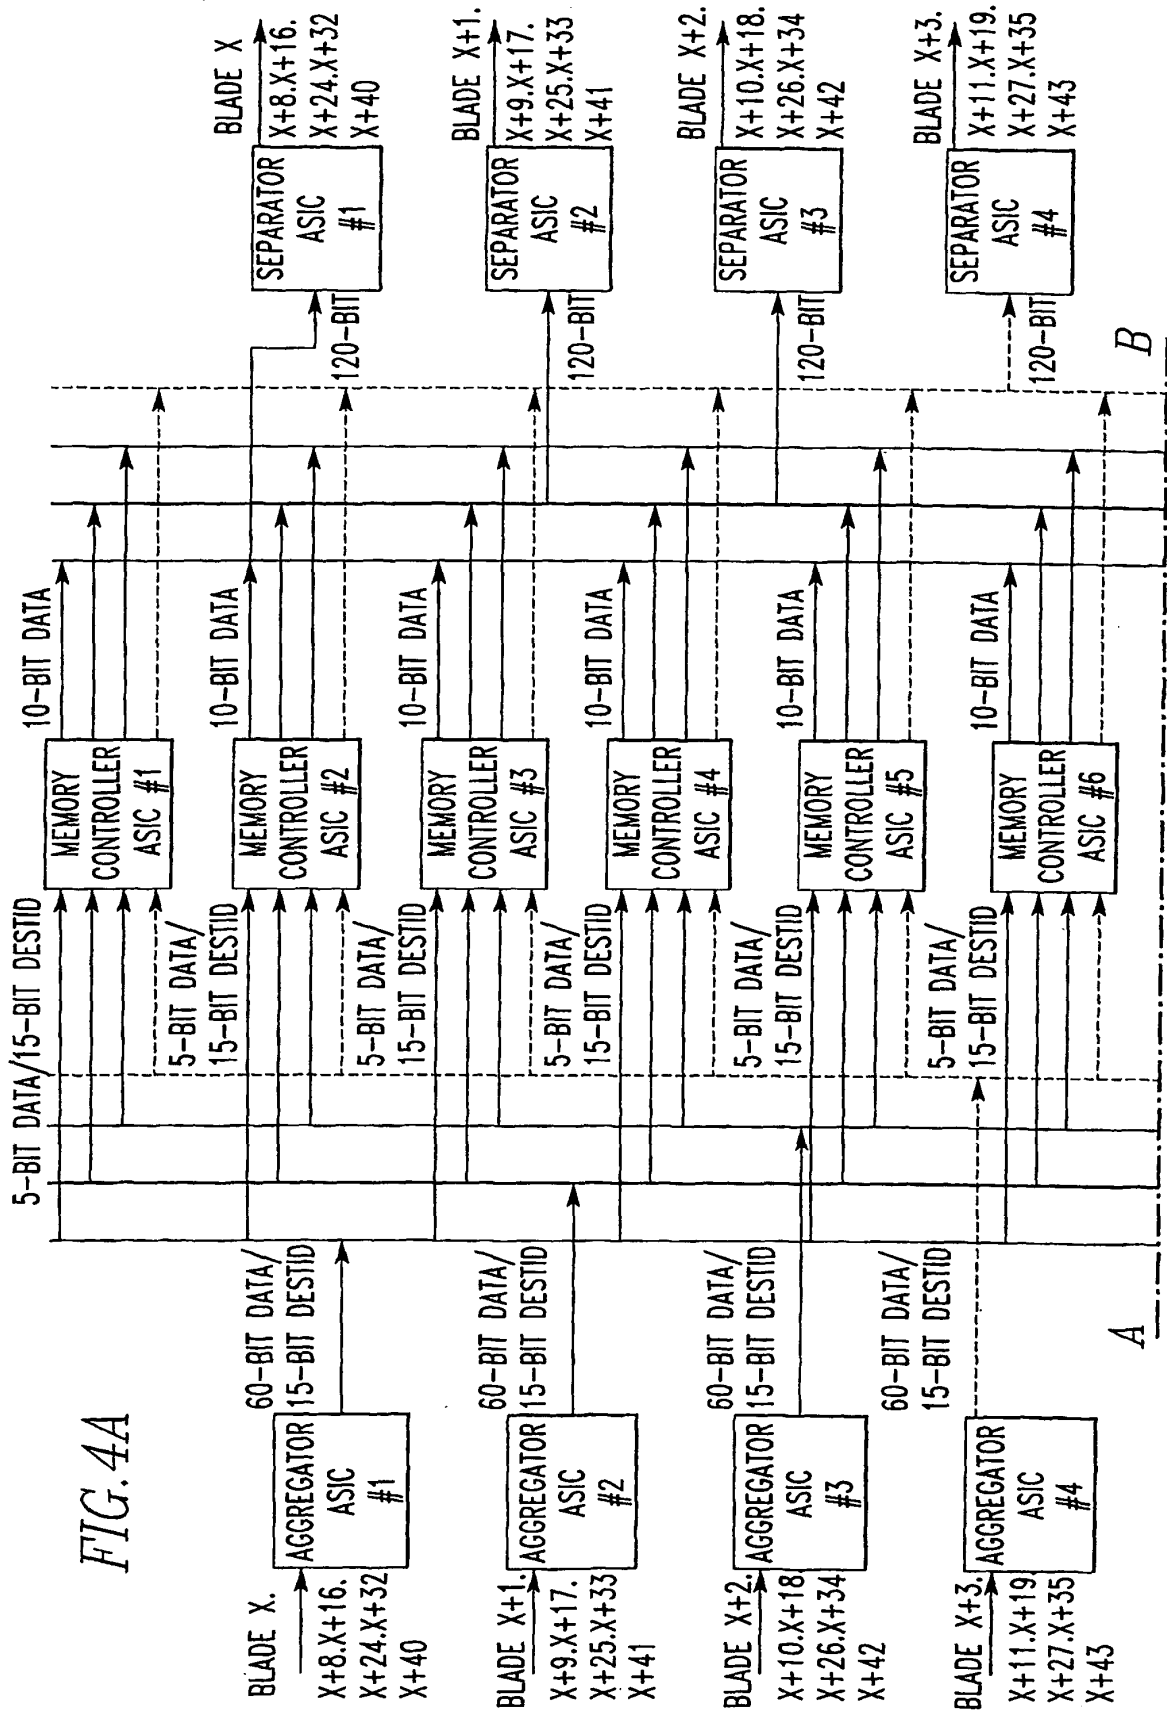 FIG. 4A
BLADE X.
X+8.X+16.
X+24.X+32
X+40
AGGREGATOR
ASIC
#1
60-BIT DATA/
15-BIT DESTID
BLADE X+1.
X+9.X+17.
X+25.X+33
X+41
AGGREGATOR
ASIC
#2
60-BIT DATA/
15-BIT DESTID
BLADE X+2.
X+10.X+18
X+26.X+34
X+42
AGGREGATOR
ASIC
#3
60-BIT DATA/
15-BIT DESTID
BLADE X+3.
X+11.X+19.
X+27.X+35
X+43
AGGREGATOR
ASIC
#4
60-BIT DATA/
15-BIT DESTID
A
5-BIT DATA/15-BIT DESTID
5-BIT DATA/
15-BIT DESTID
5-BIT DATA/
15-BIT DESTID
5-BIT DATA/
15-BIT DESTID
5-BIT DATA/
15-BIT DESTID
5-BIT DATA/
15-BIT DESTID
MEMORY
CONTROLLER
ASIC #1
10-BIT DATA
MEMORY
CONTROLLER
ASIC #2
10-BIT DATA
MEMORY
CONTROLLER
ASIC #3
10-BIT DATA
MEMORY
CONTROLLER
ASIC #4
10-BIT DATA
MEMORY
CONTROLLER
ASIC #5
10-BIT DATA
MEMORY
CONTROLLER
ASIC #6
10-BIT DATA
B
120-BIT
SEPARATOR
ASIC
#1
BLADE X
X+8.X+16.
X+24.X+32
X+40
120-BIT
SEPARATOR
ASIC
#2
BLADE X+1.
X+9.X+17.
X+25.X+33
X+41
120-BIT
SEPARATOR
ASIC
#3
BLADE X+2.
X+10.X+18.
X+26.X+34
X+42
120-BIT
SEPARATOR
ASIC
#4
BLADE X+3.
X+11.X+19.
X+27.X+35
X+43